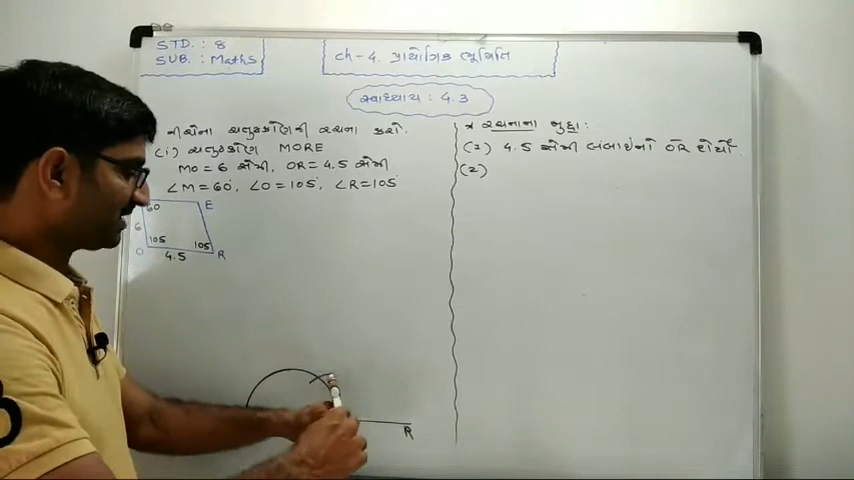 STD. : 8
SUB. : Maths
ch-4. પ્રાયોગિક ભૂમિતિ
સ્વાધ્યાય : 4.3
નીચેના ચતુષ્કોણની રચના કરો.
(i) ચતુષ્કોણ MORE
MO = 6 સેમી, OR = 4.5 સેમી
∠M = 60°, ∠O = 105°, ∠R = 105°
60 E
6
105 105
O 4.5 R
R
* રચનાના મુદ્દા :
(1) 4.5 સેમી લંબાઇનો OR દોર્યો.
(2)